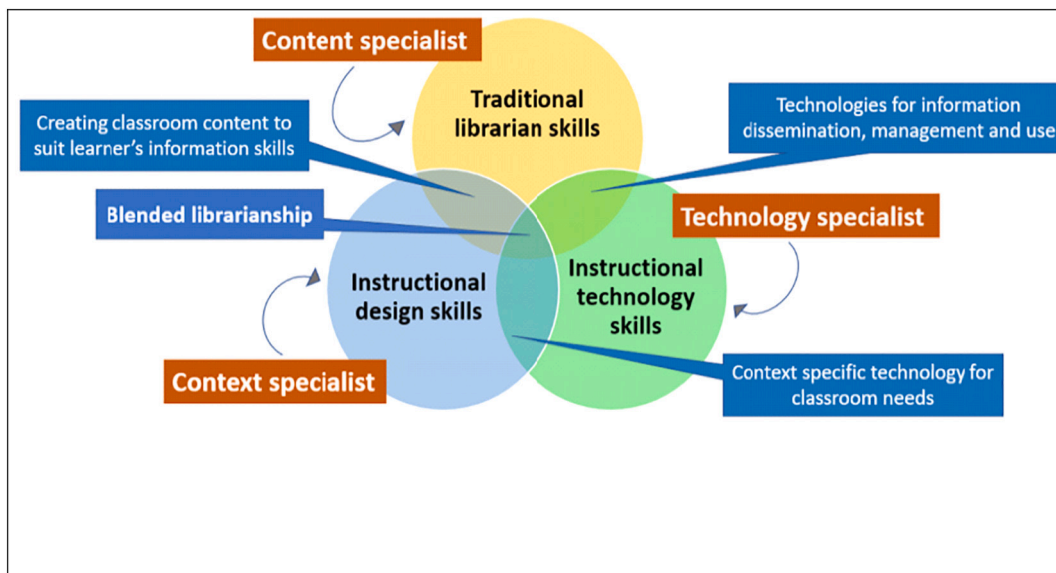 Content specialist
Traditional
librarian skills
Creating classroom content to
suit learner's information skills
Technologies for information
dissemination, management and use
Blended librarianship
Technology specialist
Instructional
design skills
Instructional
technology
skills
Context specialist
Context specific technology for
classroom needs